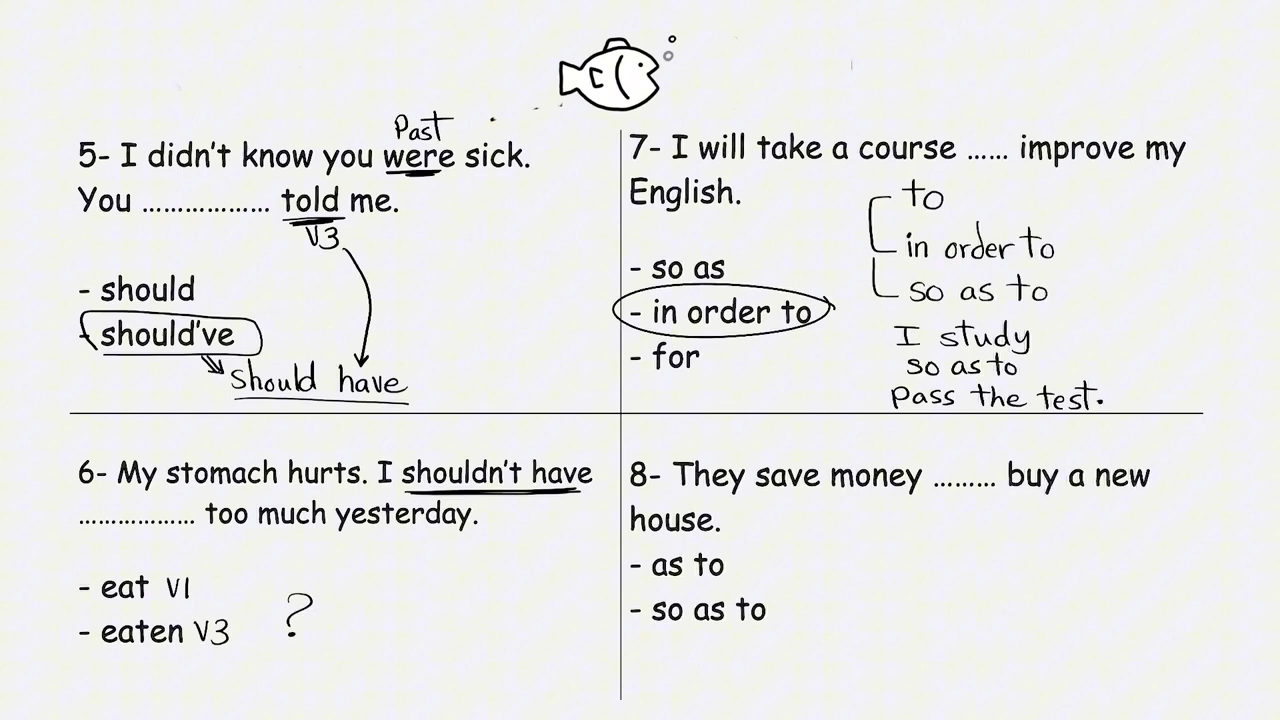 Past
5- I didn't know you were sick.
You .................. told me.
V3
- should
- should've
should have
7- I will take a course ...... improve my
English.
to
in order to
so as to
- so as
- in order to
- for
I study
so as to
pass the test.
6- My stomach hurts. I shouldn't have
.................. too much yesterday.
- eat V1
- eaten V3 ?
8- They save money ......... buy a new
house.
- as to
- so as to